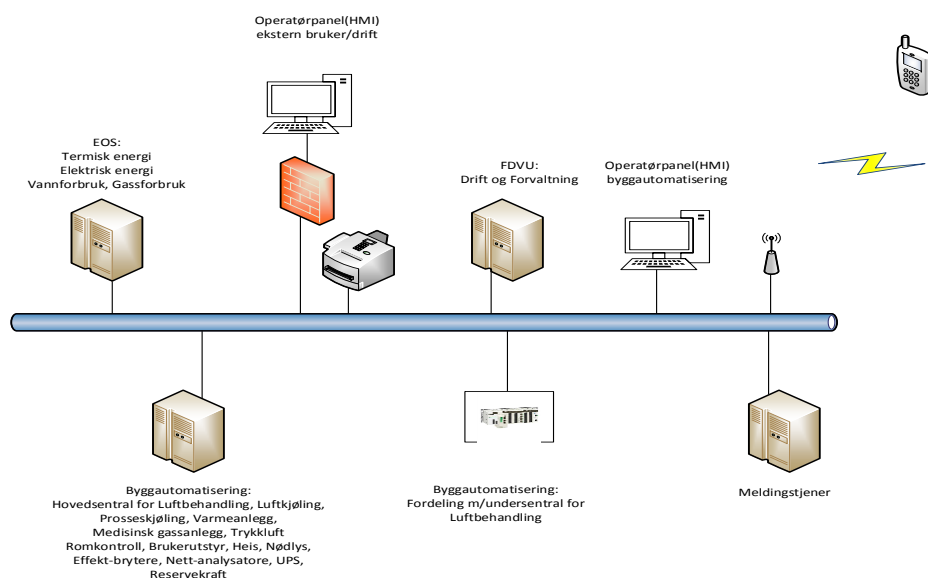 Operatørpanel(HMI)
ekstern bruker/drift
EOS:
Termisk energi
Elektrisk energi
Vannforbruk, Gassforbruk
FDVU:
Drift og Forvaltning
Operatørpanel(HMI)
byggautomatisering
Byggautomatisering:
Hovedsentral for Luftbehandling, Luftkjøling,
Prosseskjøling, Varmeanlegg,
Medisinsk gassanlegg, Trykkluft
Romkontroll, Brukerutstyr, Heis, Nødlys,
Effekt-brytere, Nett-analysatore, UPS,
Reservekraft
Byggautomatisering:
Fordeling m/undersentral for
Luftbehandling
Meldingstjener